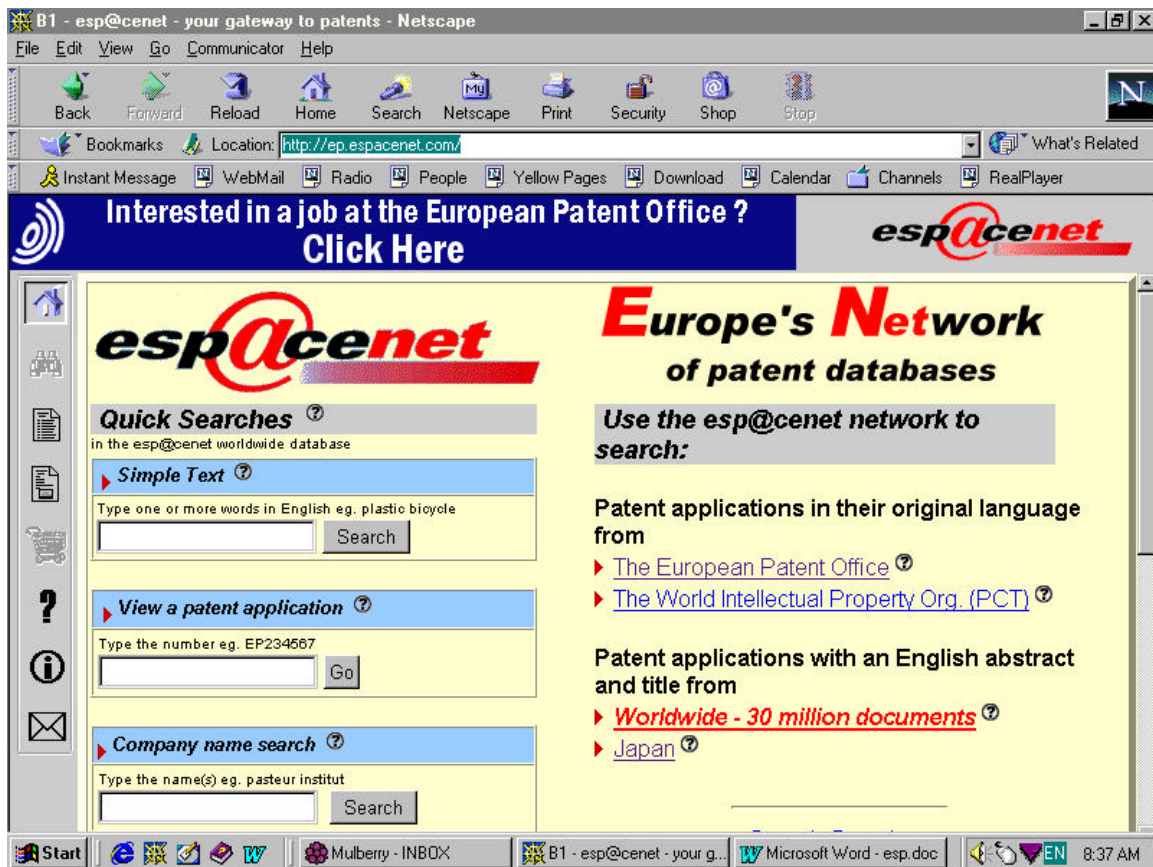 B1 - esp@cenet - your gateway to patents - Netscape
File Edit View Go Communicator Help
Back Forward Reload Home Search Netscape Print Security Shop Stop
Bookmarks Location: http://ep.espacenet.com/ What's Related
Instant Message WebMail Radio People Yellow Pages Download Calendar Channels RealPlayer
Interested in a job at the European Patent Office ?
Click Here
esp@cenet
esp@cenet
Quick Searches
in the esp@cenet worldwide database
Simple Text
Type one or more words in English eg. plastic bicycle
Search
View a patent application
Type the number eg. EP234567
Go
Company name search
Type the name(s) eg. pasteur institut
Search
Europe's Network
of patent databases
Use the esp@cenet network to
search:
Patent applications in their original language
from
The European Patent Office
The World Intellectual Property Org. (PCT)
Patent applications with an English abstract
and title from
Worldwide - 30 million documents
Japan
Start Mulberry - INBOX B1 - esp@cenet - your g... Microsoft Word - esp.doc EN 8:37 AM